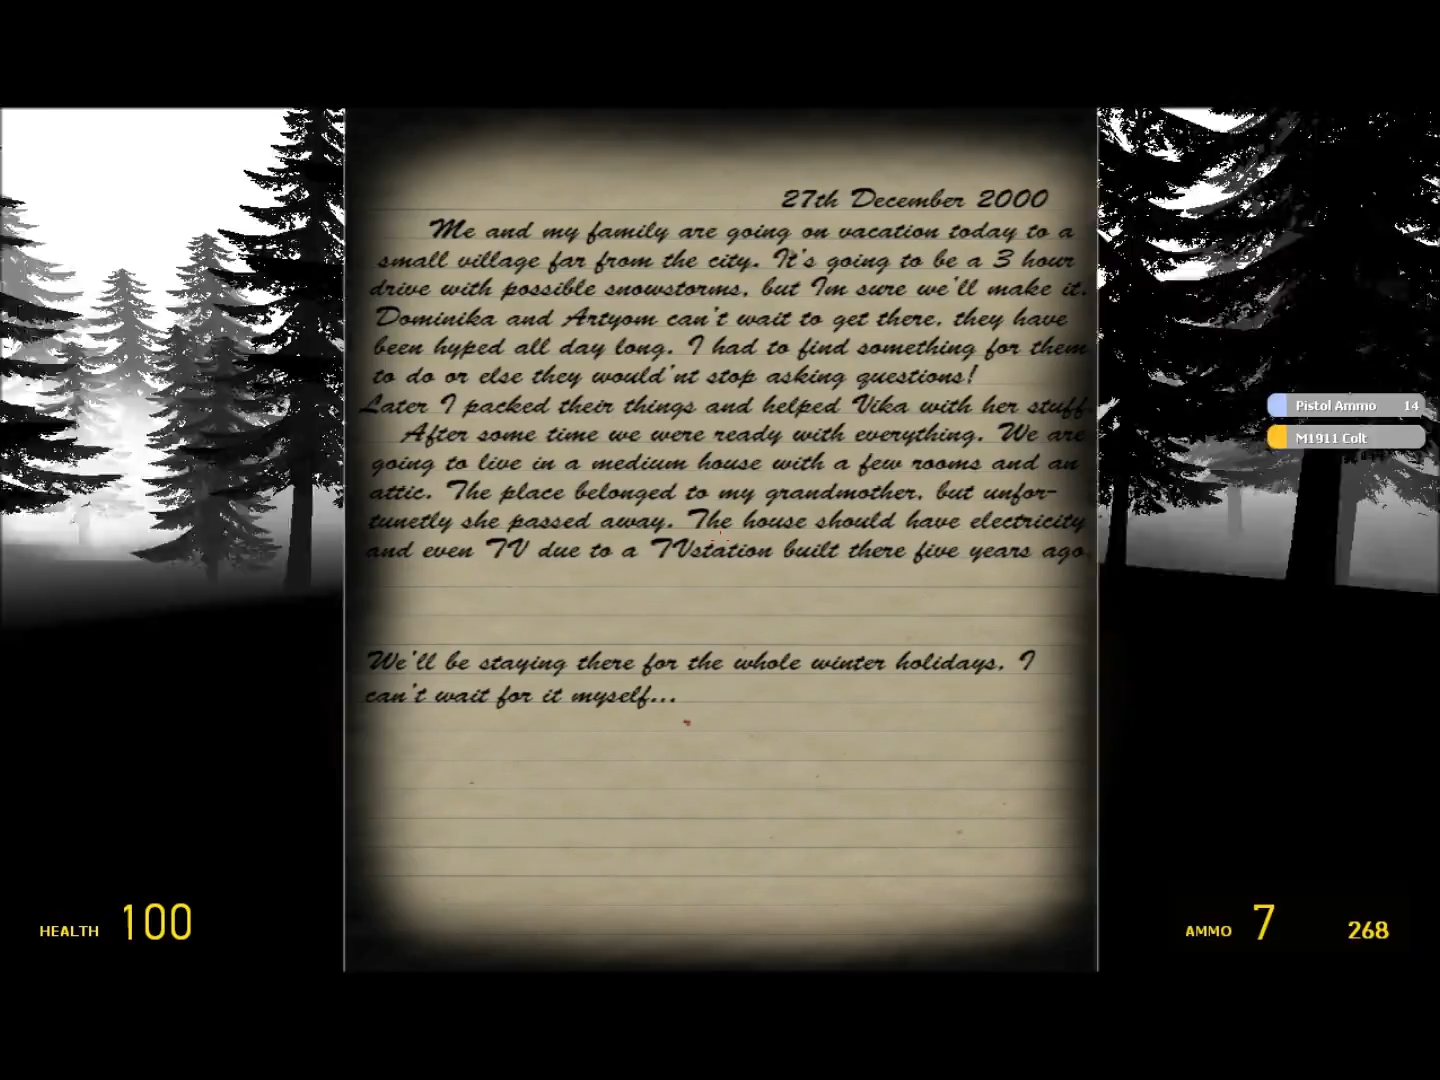 27th December 2000
Me and my family are going on vacation today to a
small village far from the city. It's going to be a 3 hour
drive with possible snowstorms, but Im sure we'll make it.
Dominika and Artyom can't wait to get there, they have
been hyped all day long. I had to find something for them
to do or else they would'nt stop asking questions!
Later I packed their things and helped Vika with her stuff.
After some time we were ready with everything. We are
going to live in a medium house with a few rooms and an
attic. The place belonged to my grandmother, but unfor-
tunetly she passed away. The house should have electricity
and even TV due to a TVstation built there five years ago.
We'll be staying there for the whole winter holidays. I
can't wait for it myself...
Pistol Ammo 14
M1911 Colt
HEALTH 100
AMMO 7 268